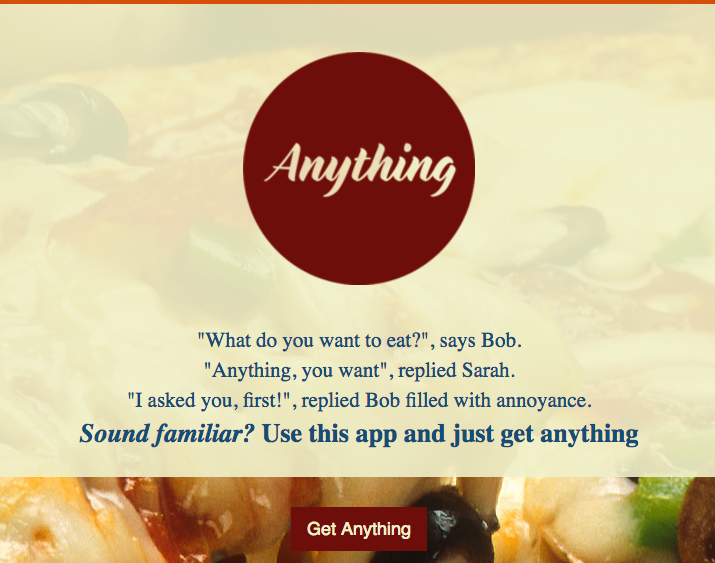 Anything
"What do you want to eat?", says Bob.
"Anything, you want", replied Sarah.
"I asked you, first!", replied Bob filled with annoyance.
Sound familiar? Use this app and just get anything
Get Anything